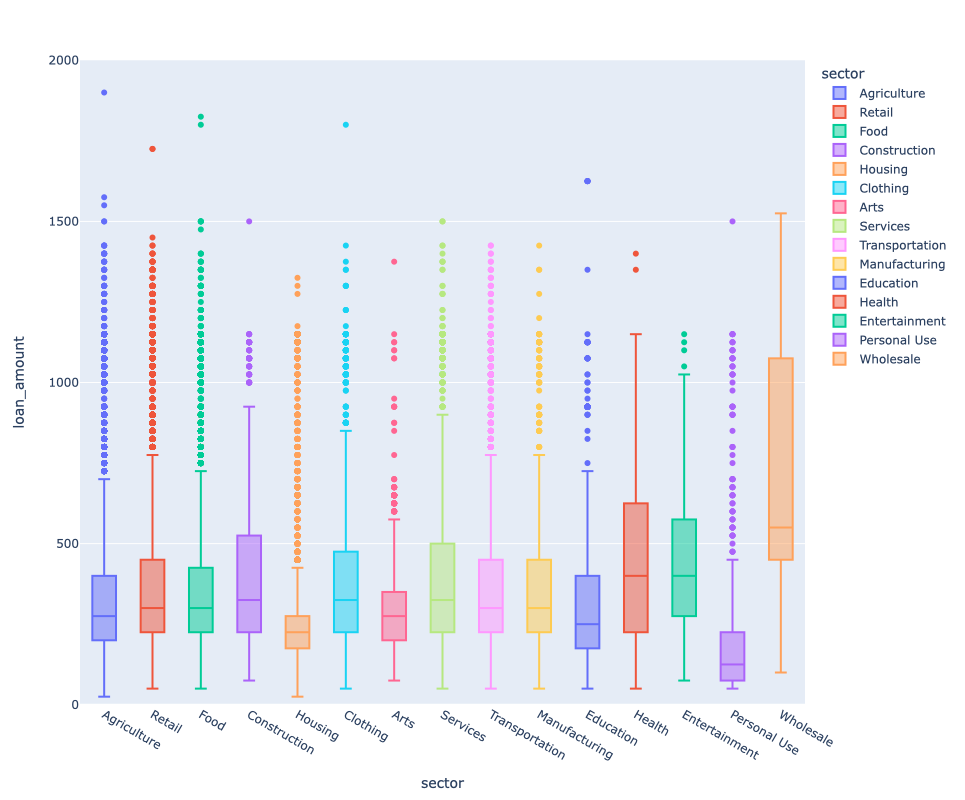 2000
1500
1000
500
0
loan_amount
Agriculture
Retail
Food
Construction
Housing
Clothing
Arts
Services
Transportation
Manufacturing
Education
Health
Entertainment
Personal Use
Wholesale
sector
sector
Agriculture
Retail
Food
Construction
Housing
Clothing
Arts
Services
Transportation
Manufacturing
Education
Health
Entertainment
Personal Use
Wholesale